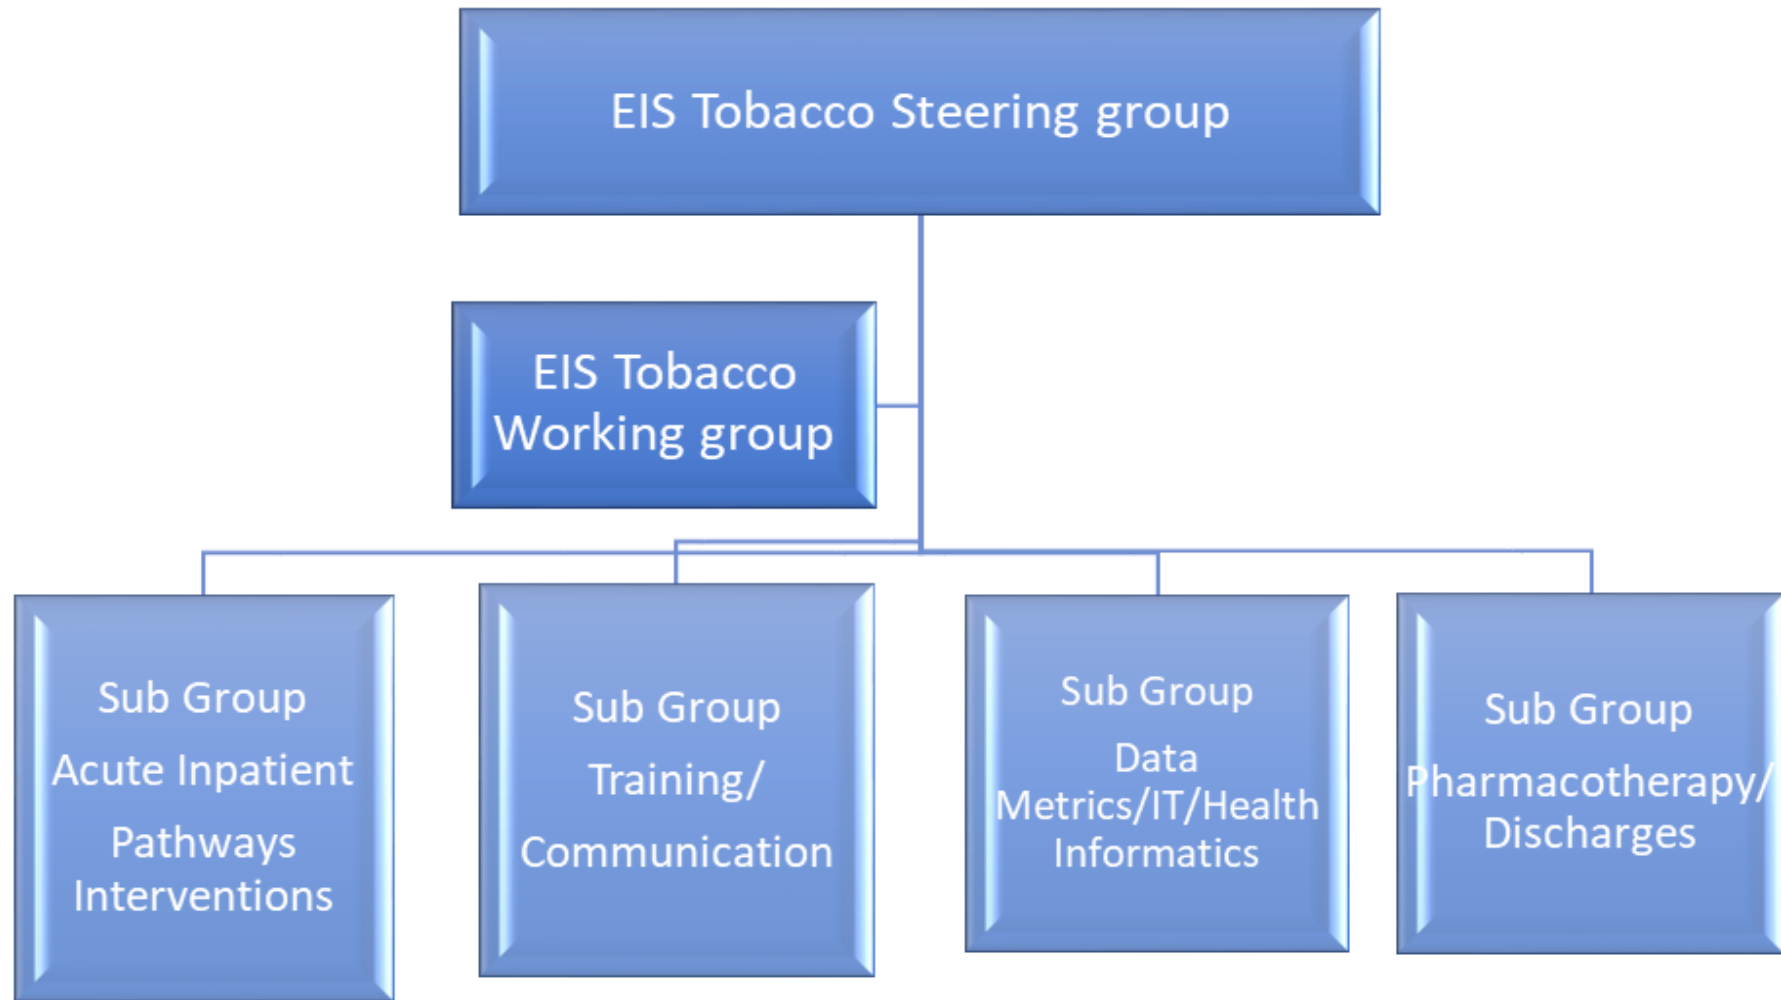 EIS Tobacco Steering group
EIS Tobacco
Working group
Sub Group
Acute Inpatient
Pathways
Interventions
Sub Group
Training/
Communication
Sub Group
Data
Metrics/IT/Health
Informatics
Sub Group
Pharmacotherapy/
Discharges